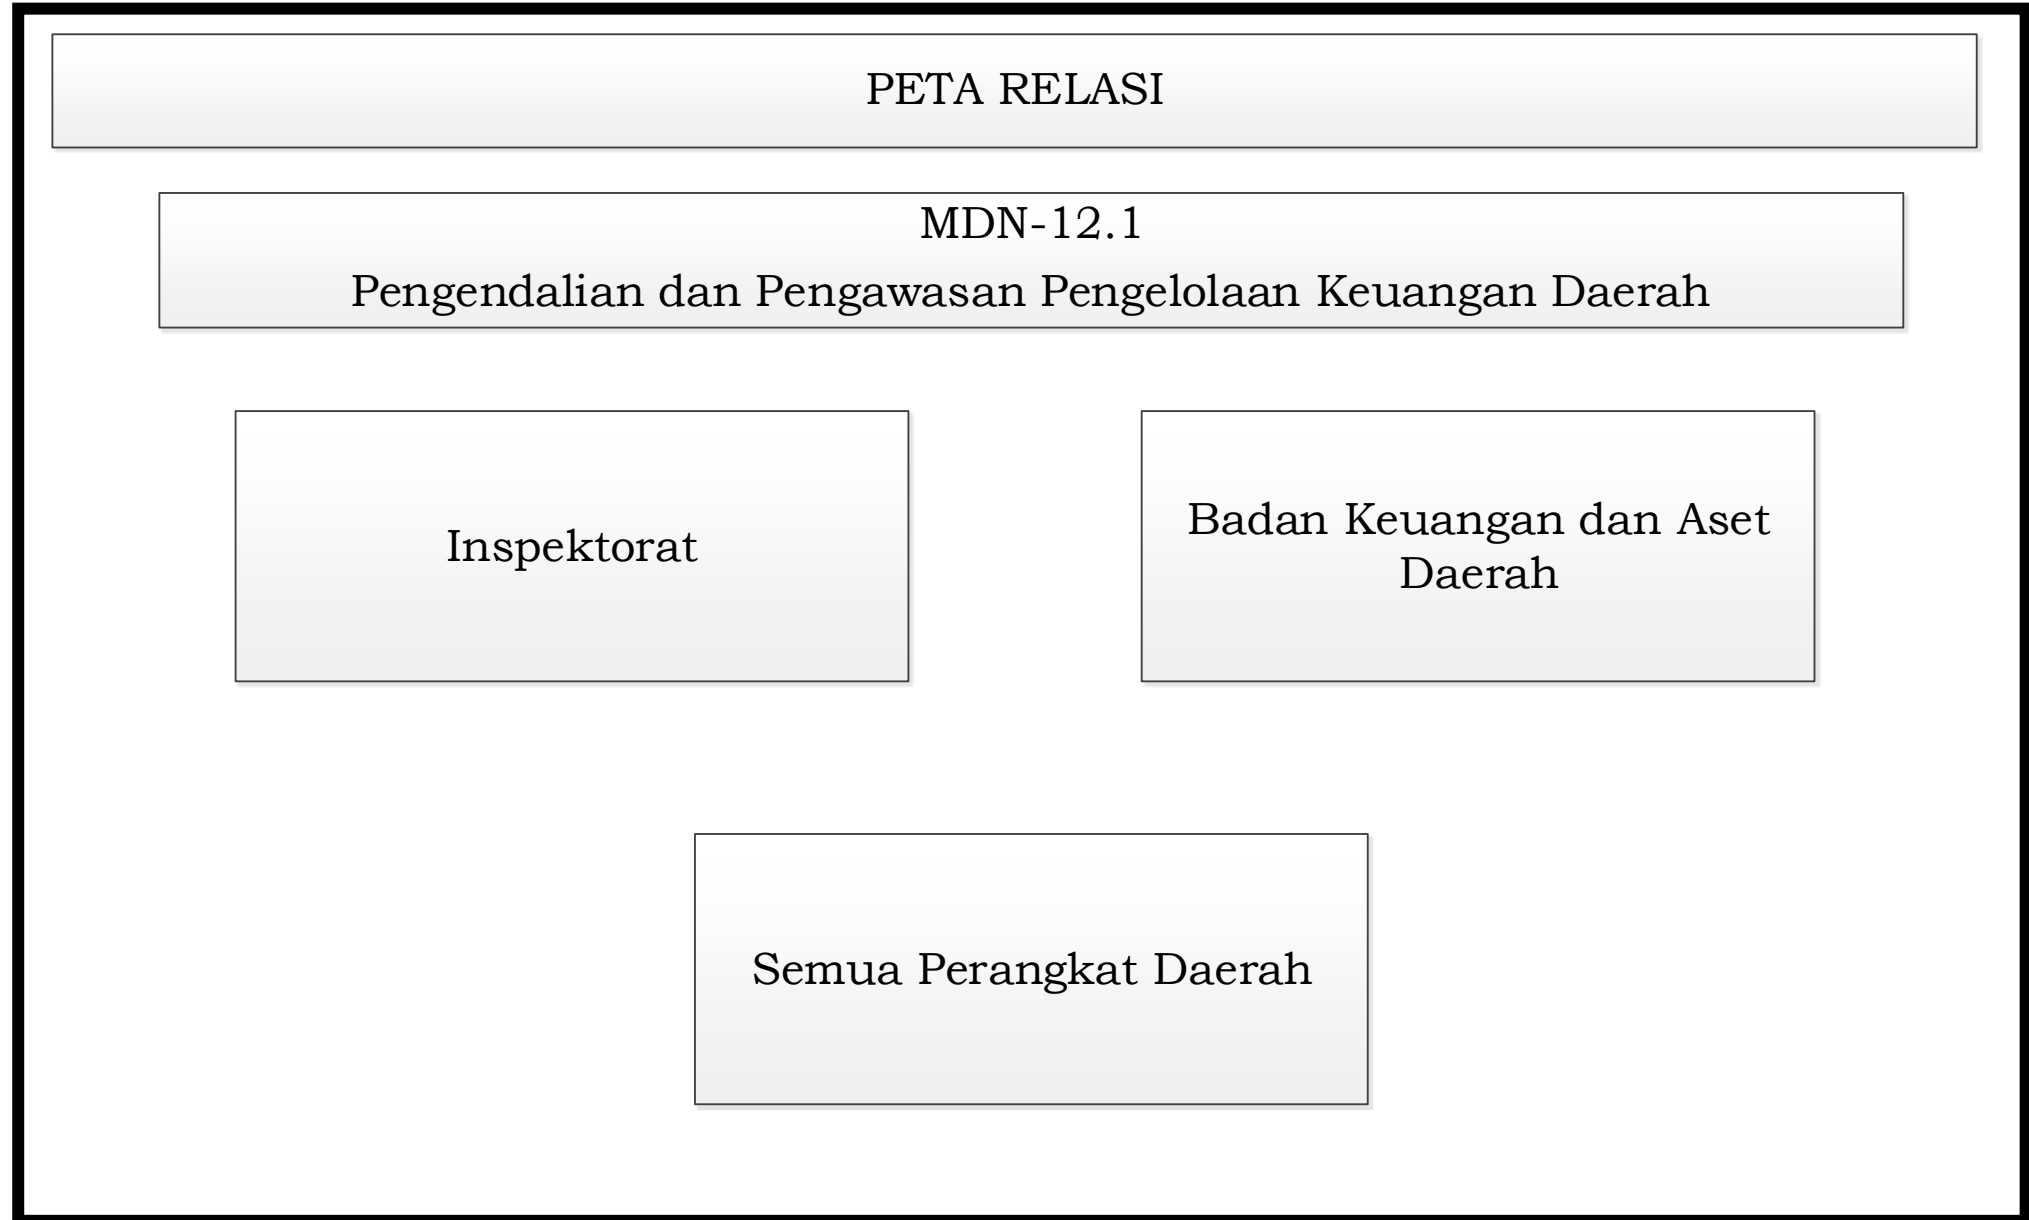 PETA RELASI
MDN-12.1
Pengendalian dan Pengawasan Pengelolaan Keuangan Daerah
Inspektorat
Badan Keuangan dan Aset
Daerah
Semua Perangkat Daerah